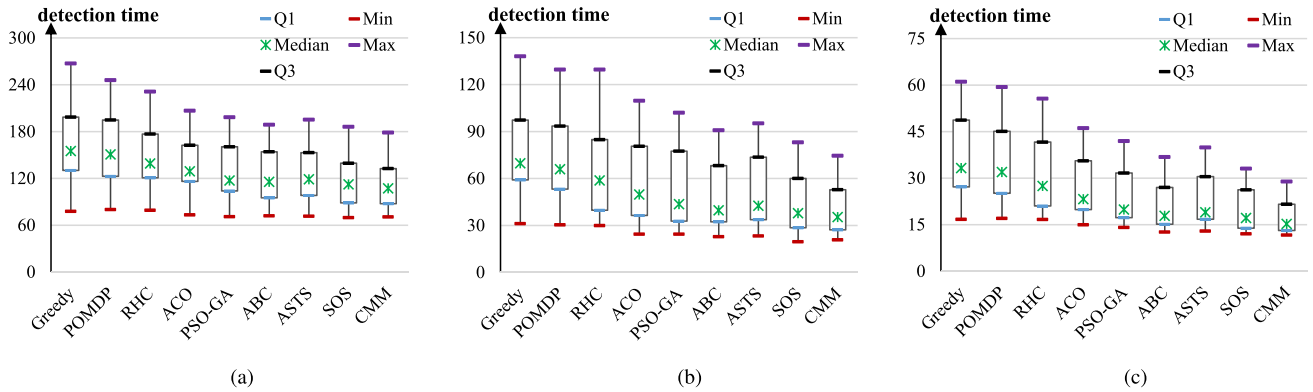 detection time
Q1
Min
Median
Max
Q3
300
240
180
120
60
0
Greedy
POMDP
RHC
ACO
PSO-GA
ABC
ASTS
SOS
CMM
(a)
detection time
Q1
Min
Median
Max
Q3
150
120
90
60
30
0
Greedy
POMDP
RHC
ACO
PSO-GA
ABC
ASTS
SOS
CMM
(b)
detection time
Q1
Min
Median
Max
Q3
75
60
45
30
15
0
Greedy
POMDP
RHC
ACO
PSO-GA
ABC
ASTS
SOS
CMM
(c)